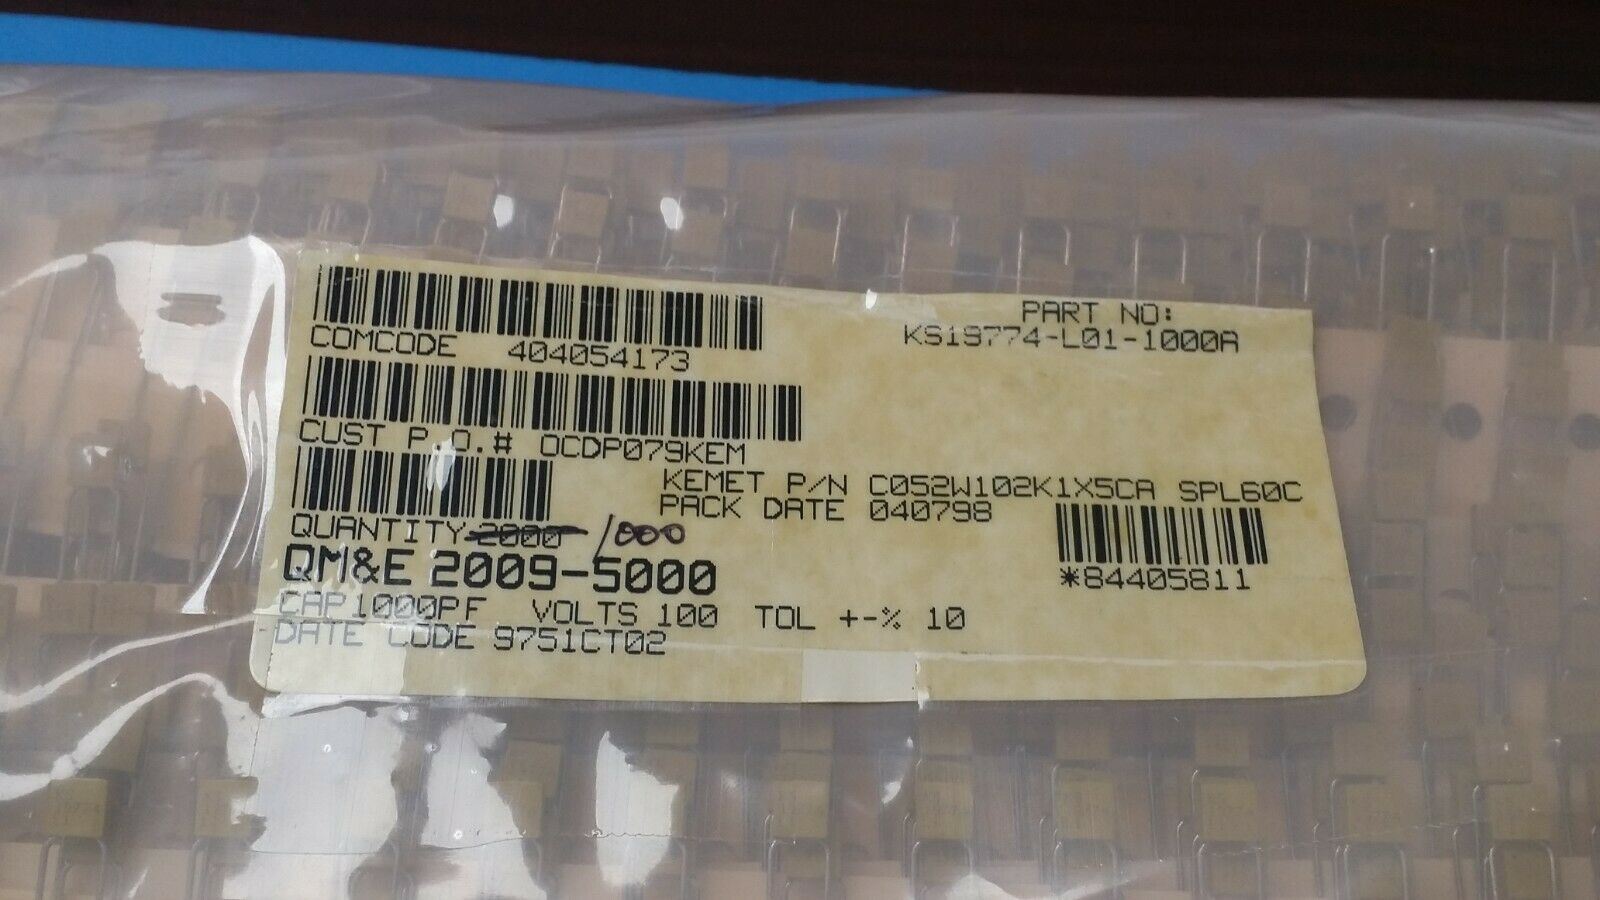 PART NO:
KS19774-L01-1000A
COMCODE 404054173
CUST P.O.# OCDP079KEM
KEMET P/N C052W102K1X5CA SPL60C
PACK DATE 040798
QUANTITY 2000 1000
*84405811
QM&E 2009-5000
CAP 1000PF VOLTS 100 TOL +-% 10
DATE CODE 9751CT02